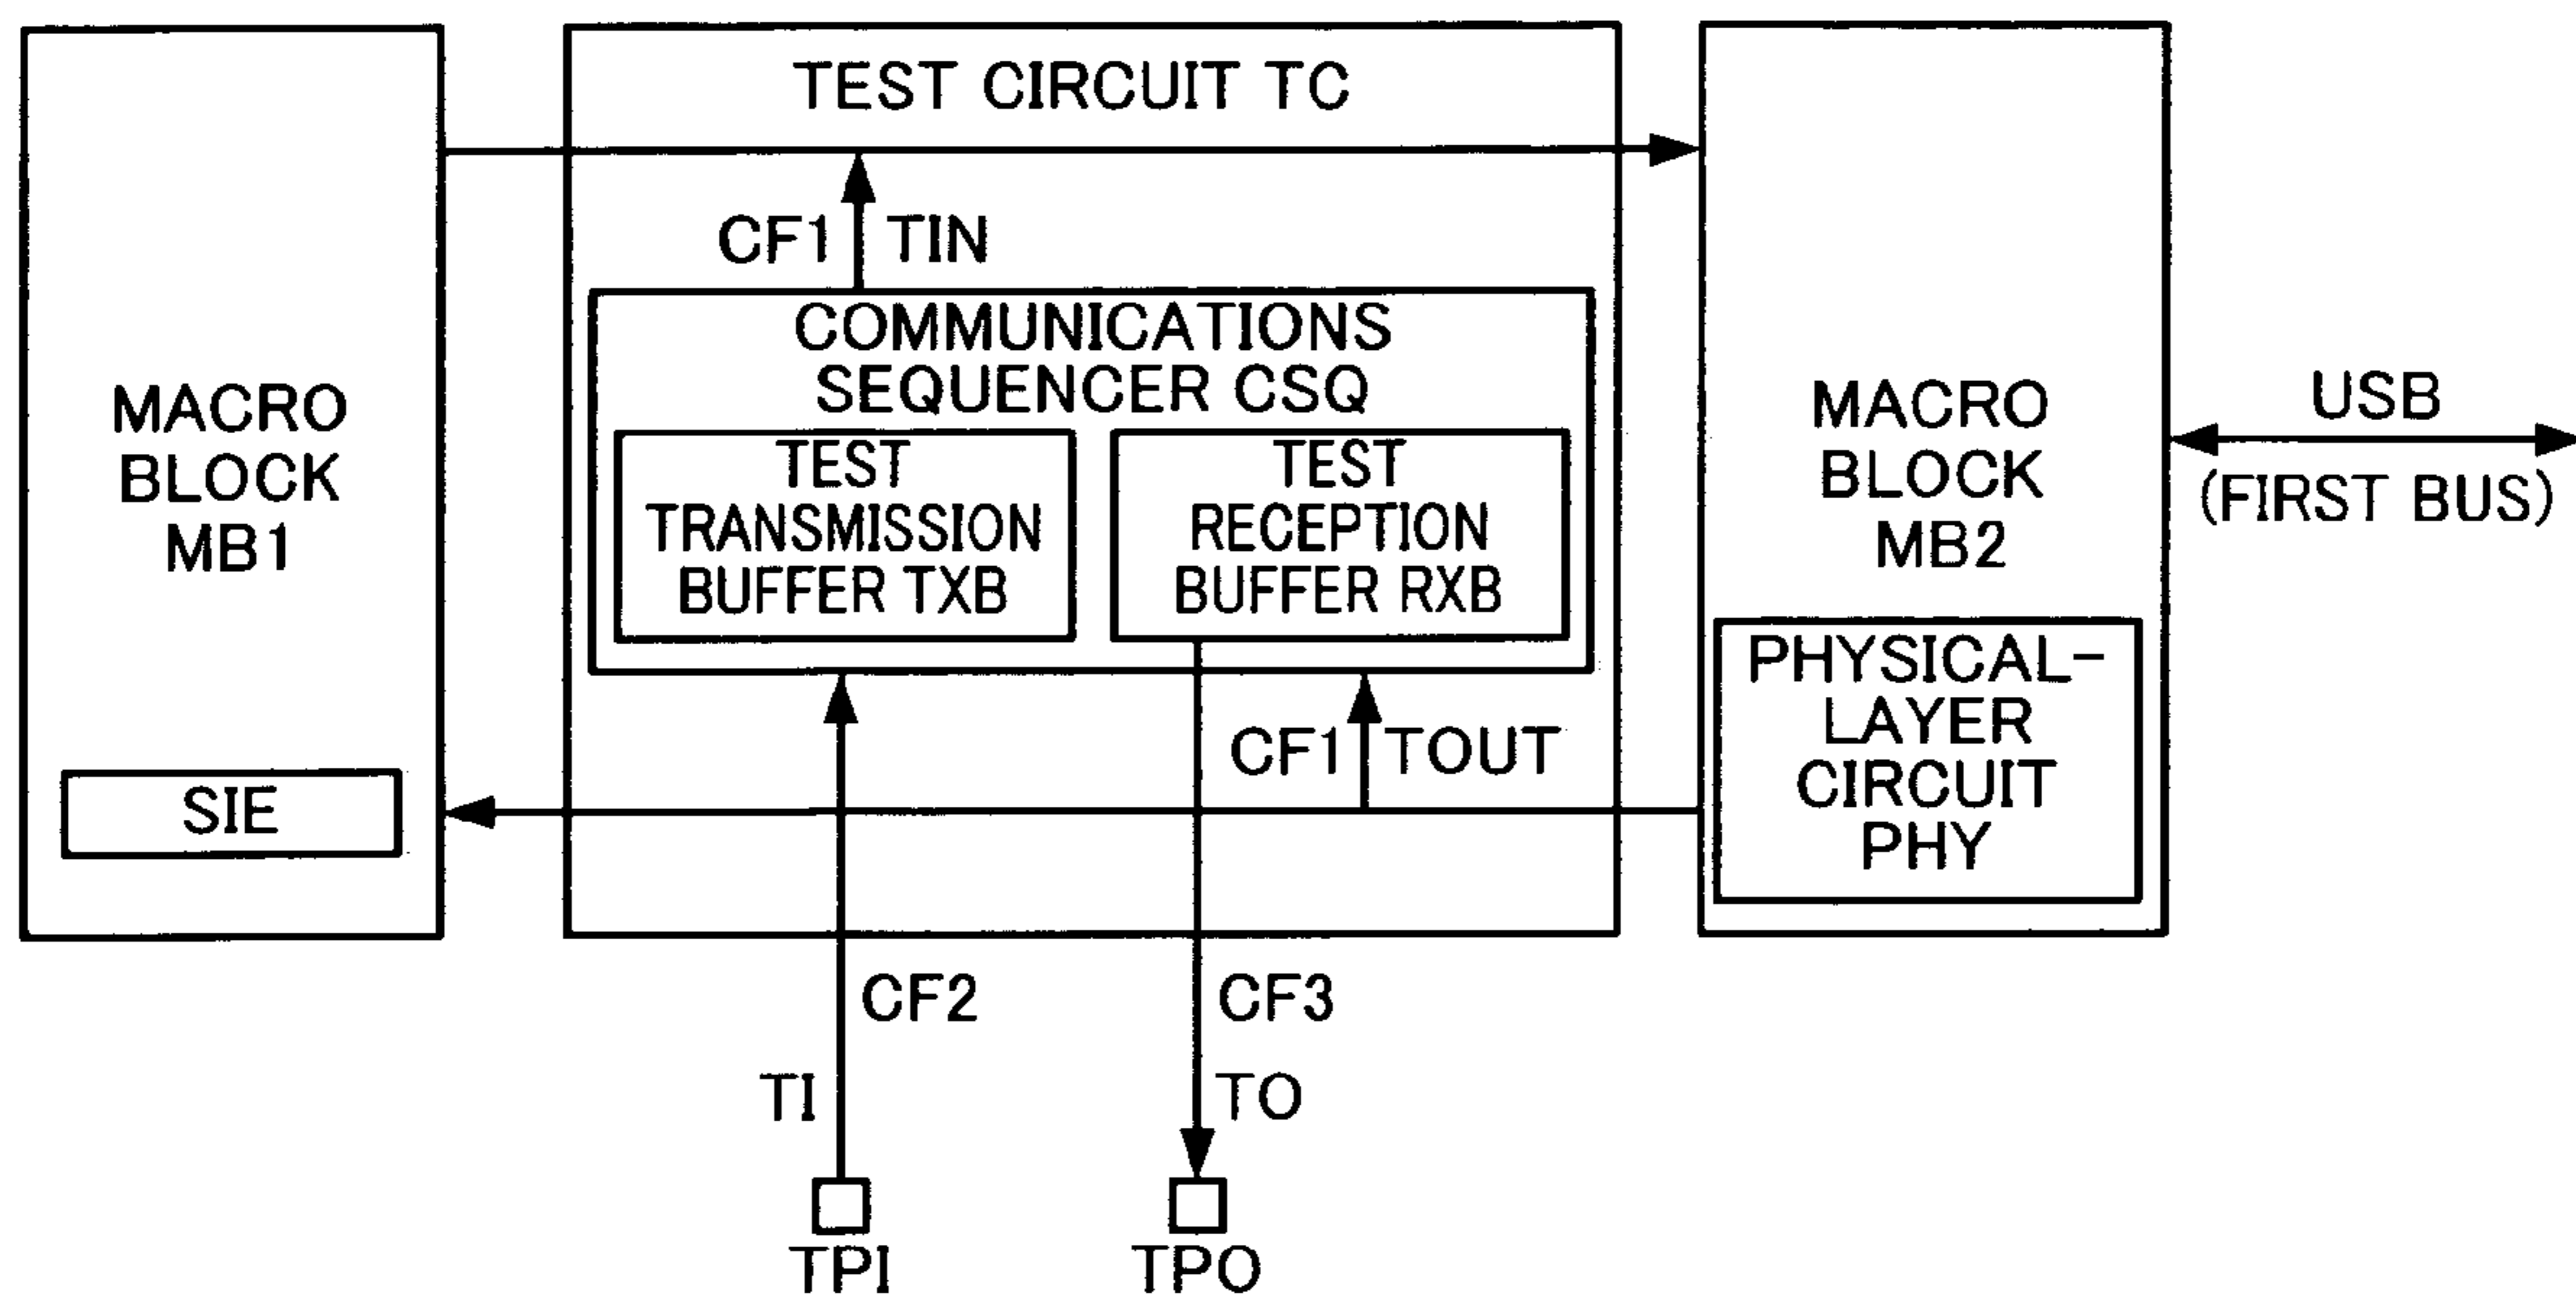 TEST CIRCUIT TC
CF1
TIN
COMMUNICATIONS
SEQUENCER CSQ
TEST
TRANSMISSION
BUFFER TXB
TEST
RECEPTION
BUFFER RXB
MACRO
BLOCK
MB1
SIE
MACRO
BLOCK
MB2
PHYSICAL-
LAYER
CIRCUIT
PHY
USB
(FIRST BUS)
CF1
TOUT
CF2
CF3
TI
TO
TPI
TPO